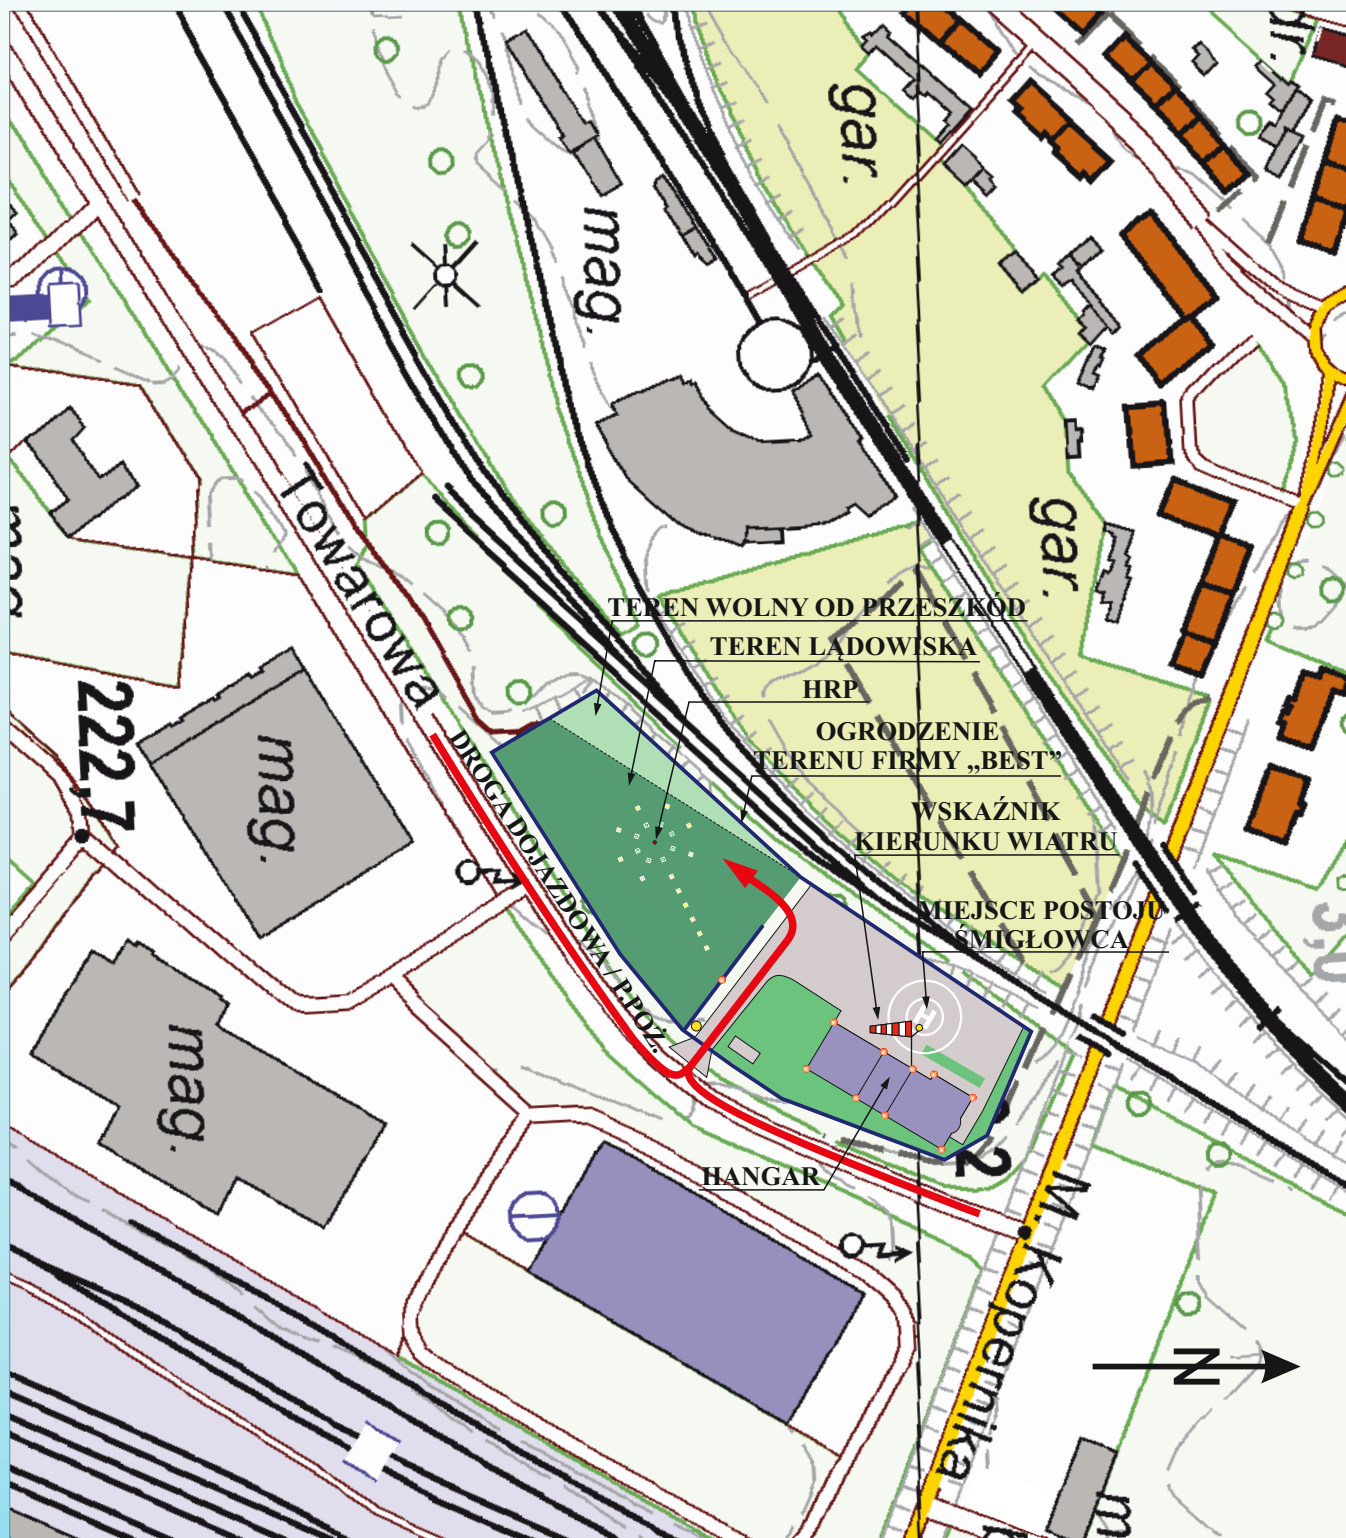 gar.
mag.
gar.
Towarowa
TEREN WOLNY OD PRZESZKÓD
TEREN LĄDOWISKA
HRP
OGRODZENIE
TERENU FIRMY „BEST”
WSKAŹNIK
KIERUNKU WIATRU
MIEJSCE POSTOJU
ŚMIGŁOWCA
DROGA DOJAZDOWA / P.POŻ.
222,7
mag.
mag.
H
HANGAR
2
M. Kopernika
N